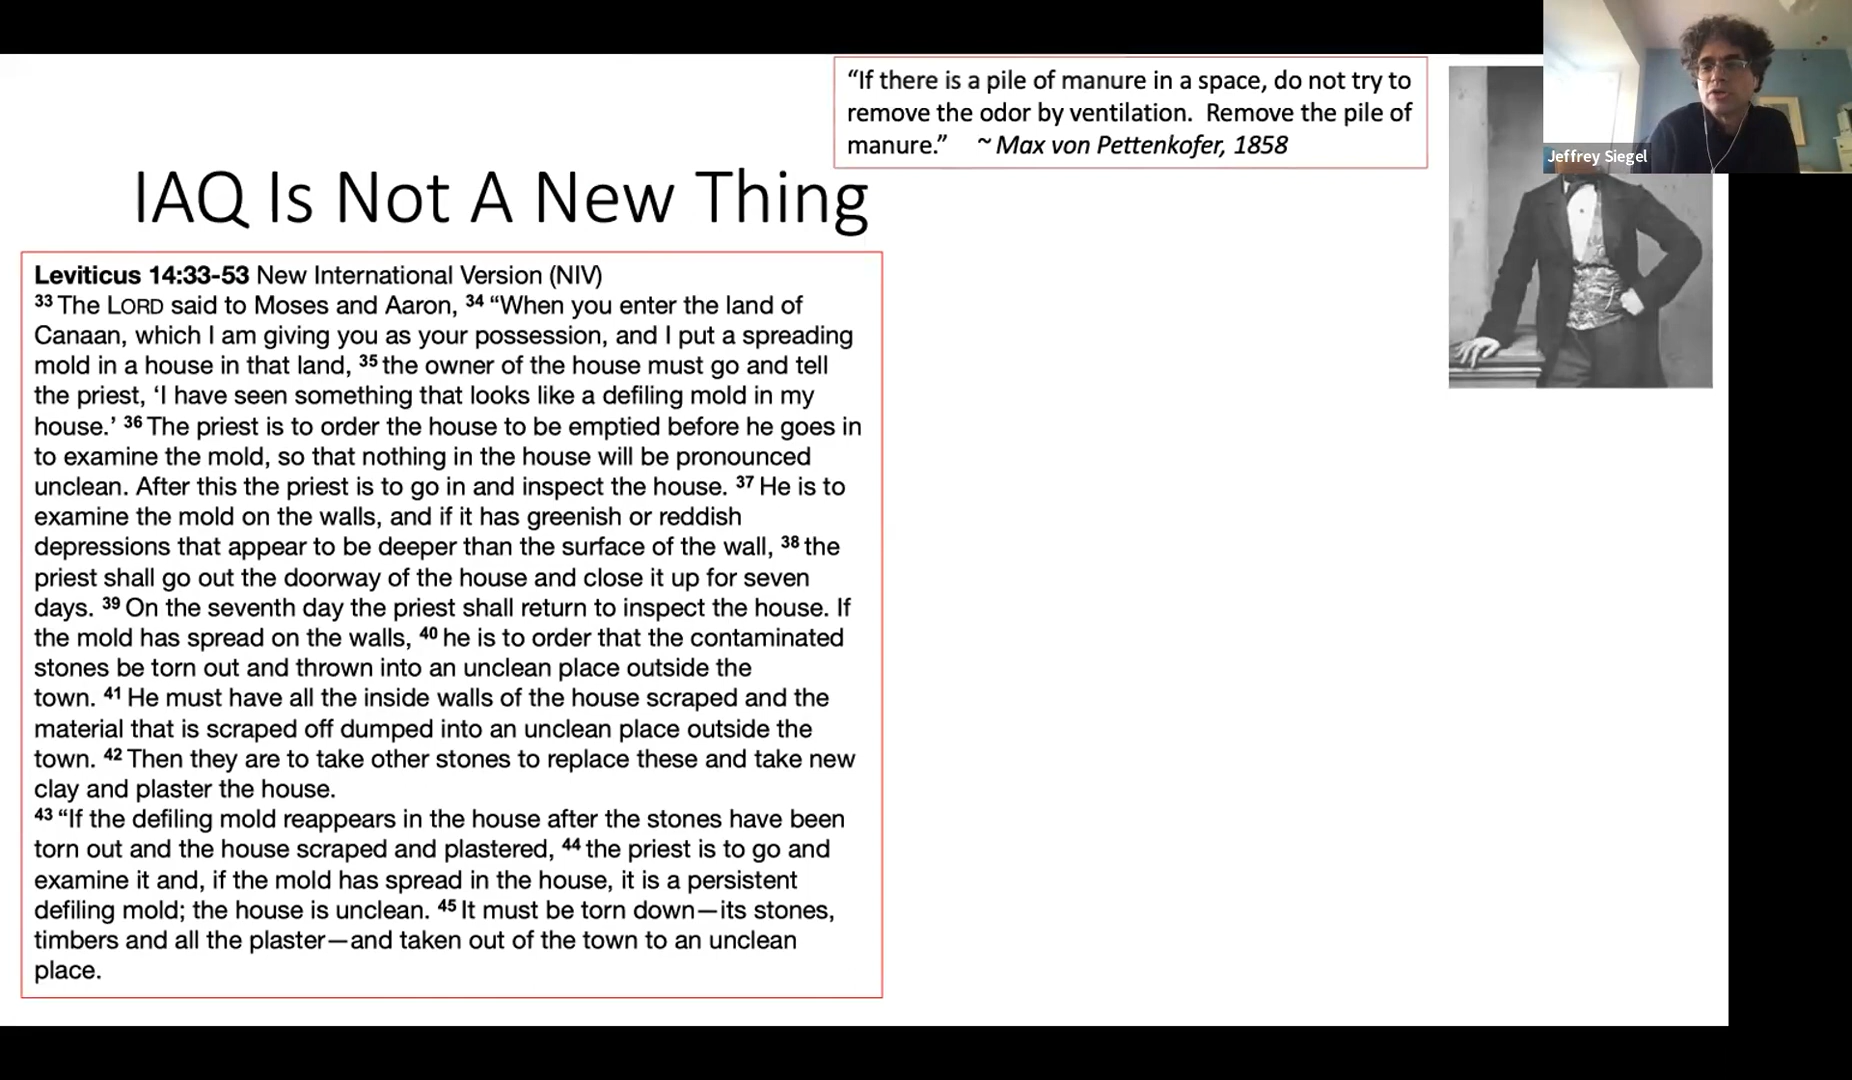 “If there is a pile of manure in a space, do not try to
remove the odor by ventilation.  Remove the pile of
manure.”    ~ Max von Pettenkofer, 1858
Jeffrey Siegel
IAQ Is Not A New Thing
Leviticus 14:33-53 New International Version (NIV)
³³ The LORD said to Moses and Aaron, ³⁴ “When you enter the land of
Canaan, which I am giving you as your possession, and I put a spreading
mold in a house in that land, ³⁵ the owner of the house must go and tell
the priest, ‘I have seen something that looks like a defiling mold in my
house.’ ³⁶ The priest is to order the house to be emptied before he goes in
to examine the mold, so that nothing in the house will be pronounced
unclean. After this the priest is to go in and inspect the house. ³⁷ He is to
examine the mold on the walls, and if it has greenish or reddish
depressions that appear to be deeper than the surface of the wall, ³⁸ the
priest shall go out the doorway of the house and close it up for seven
days. ³⁹ On the seventh day the priest shall return to inspect the house. If
the mold has spread on the walls, ⁴⁰ he is to order that the contaminated
stones be torn out and thrown into an unclean place outside the
town. ⁴¹ He must have all the inside walls of the house scraped and the
material that is scraped off dumped into an unclean place outside the
town. ⁴² Then they are to take other stones to replace these and take new
clay and plaster the house.
⁴³ “If the defiling mold reappears in the house after the stones have been
torn out and the house scraped and plastered, ⁴⁴ the priest is to go and
examine it and, if the mold has spread in the house, it is a persistent
defiling mold; the house is unclean. ⁴⁵ It must be torn down—its stones,
timbers and all the plaster—and taken out of the town to an unclean
place.